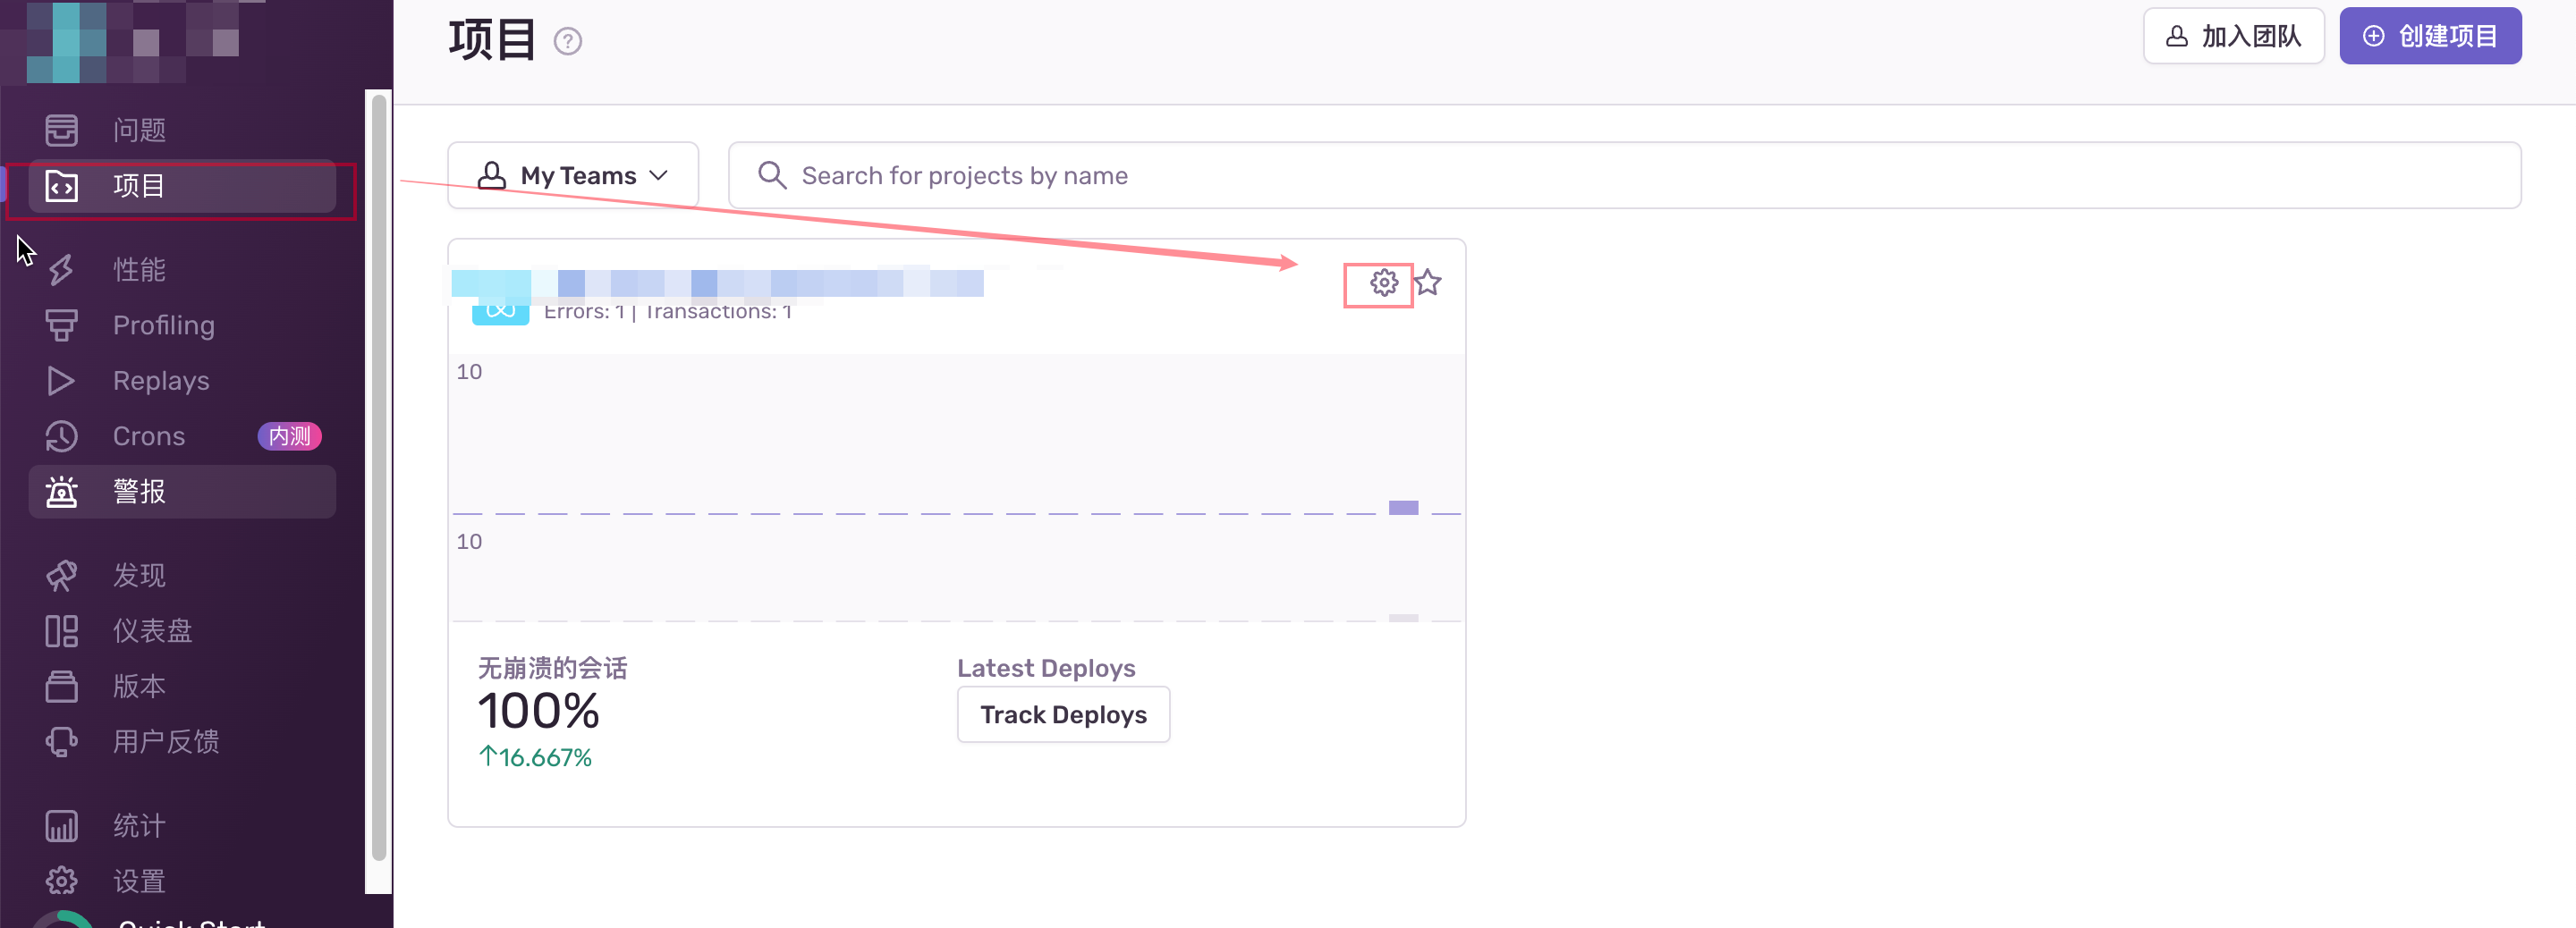 问题
项目
性能
Profiling
Replays
Crons 内测
警报
发现
仪表盘
版本
用户反馈
统计
设置
Quick Start
项目 ?
加入团队
创建项目
My Teams
Search for projects by name
Errors: 1 | Transactions: 1
10
10
无崩溃的会话
100%
↑16.667%
Latest Deploys
Track Deploys